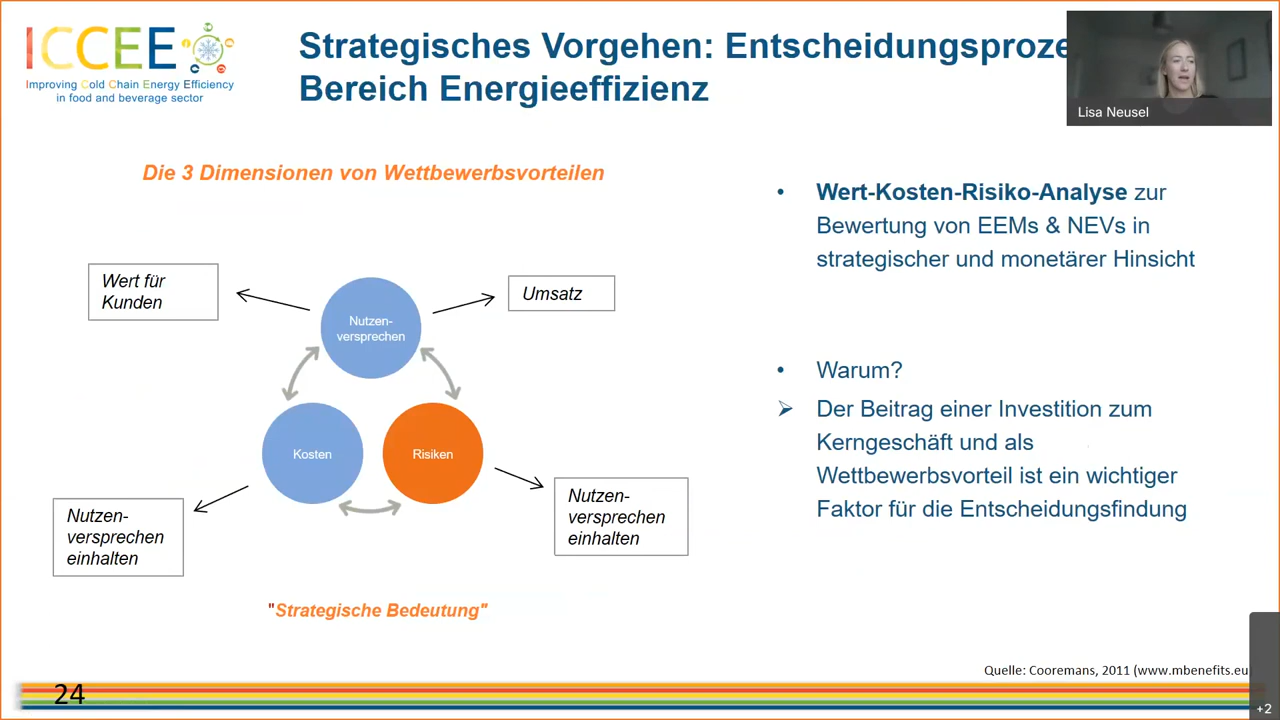 ICCEE
Improving Cold Chain Energy Efficiency
in food and beverage sector
Strategisches Vorgehen:
Bereich Energieeffizienz
Lisa Neusel
Die 3 Dimensionen von Wettbewerbsvorteilen
Wert für
Kunden
Umsatz
Nutzen-
versprechen
Kosten
Risiken
Nutzen-
versprechen
einhalten
Nutzen-
versprechen
einhalten
"Strategische Bedeutung"
• Wert-Kosten-Risiko-Analyse zur
Bewertung von EEMs & NEVs in
strategischer und monetärer Hinsicht
• Warum?
➢ Der Beitrag einer Investition zum
Kerngeschäft und als
Wettbewerbsvorteil ist ein wichtiger
Faktor für die Entscheidungsfindung
Quelle: Cooremans, 2011 (www.mbenefits.eu
24
+2